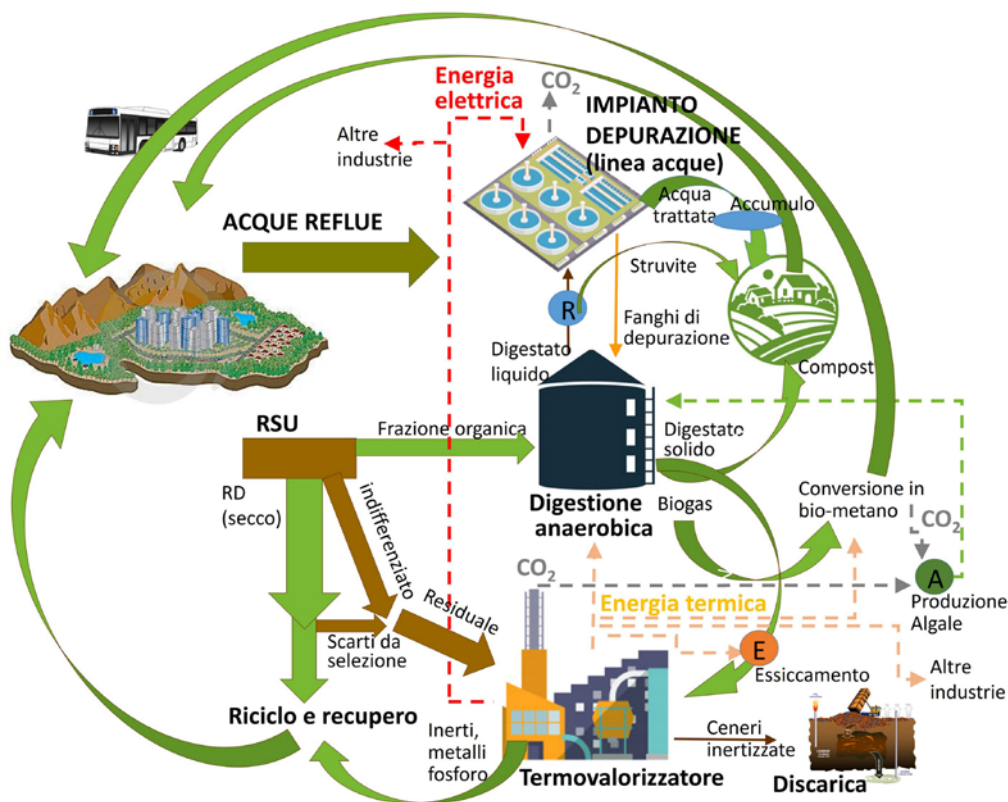 Energia
elettrica
CO2
IMPIANTO
DEPURAZIONE
(linea acque)
Altre
industrie
Acqua
trattata
Accumulo
ACQUE REFLUE
Struvite
R
Fanghi di
depurazione
Digestato
liquido
Compost
RSU
Frazione organica
Digestato
solido
RD
(secco)
indifferenziato
Digestione
anaerobica
Biogas
Conversione in
bio-metano
CO2
CO2
A
Produzione
Algale
Energia termica
Residuale
Scarti da
selezione
E
Essiccamento
Altre
industrie
Riciclo e recupero
Inerti,
metalli
fosforo
Termovalorizzatore
Ceneri
inertizzate
Discarica